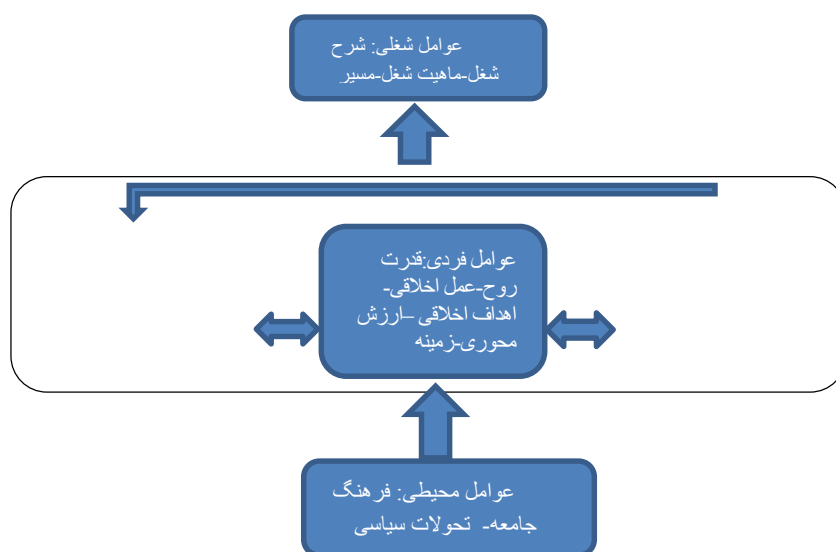 عوامل شغلی: شرح
شغل-ماهیت شغل-مسیر
عوامل فردی:قدرت
روح-عمل اخلاقی-
اهداف اخلاقی –ارزش
محوری-زمینه
عوامل محیطی: فرهنگ
جامعه- تحولات سیاسی